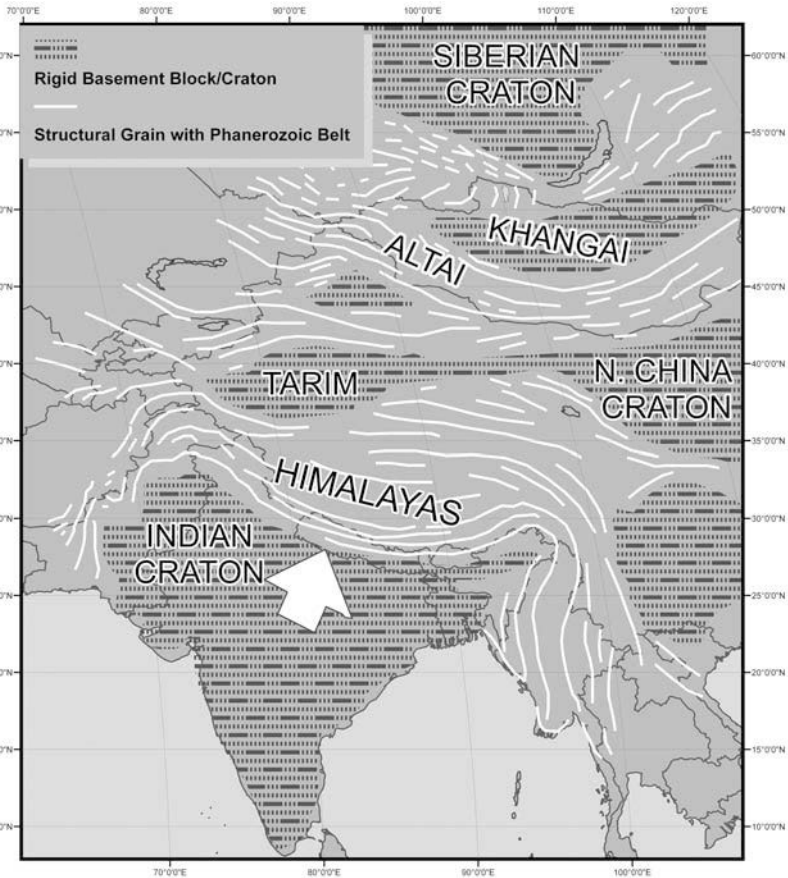 70°0'0"E 80°0'0"E 90°0'0"E 100°0'0"E 110°0'0"E 120°0'0"E
Rigid Basement Block/Craton
Structural Grain with Phanerozoic Belt
SIBERIAN
CRATON
KHANGAI
ALTAI
TARIM
N. CHINA
CRATON
HIMALAYAS
INDIAN
CRATON
60°0'0"N
55°0'0"N
50°0'0"N
45°0'0"N
40°0'0"N
35°0'0"N
30°0'0"N
25°0'0"N
20°0'0"N
15°0'0"N
10°0'0"N
70°0'0"E 80°0'0"E 90°0'0"E 100°0'0"E